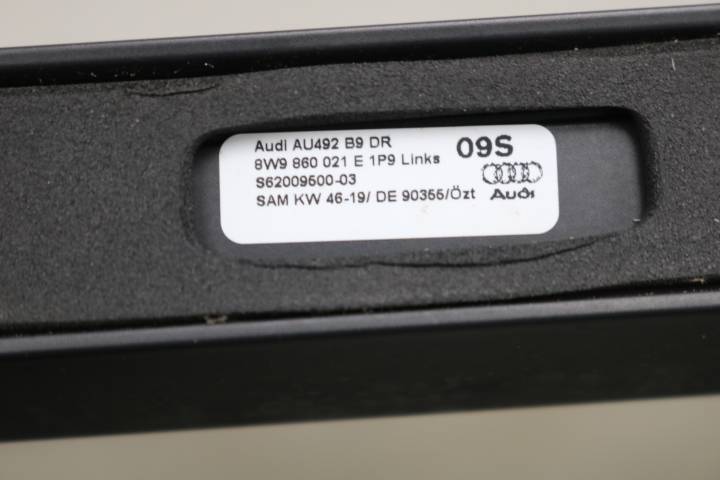 Audi AU492 B9 DR
8W9 860 021 E 1P9 Links
09S
S62009500-03
SAM KW 46-19/ DE 90355/Özt
Audi